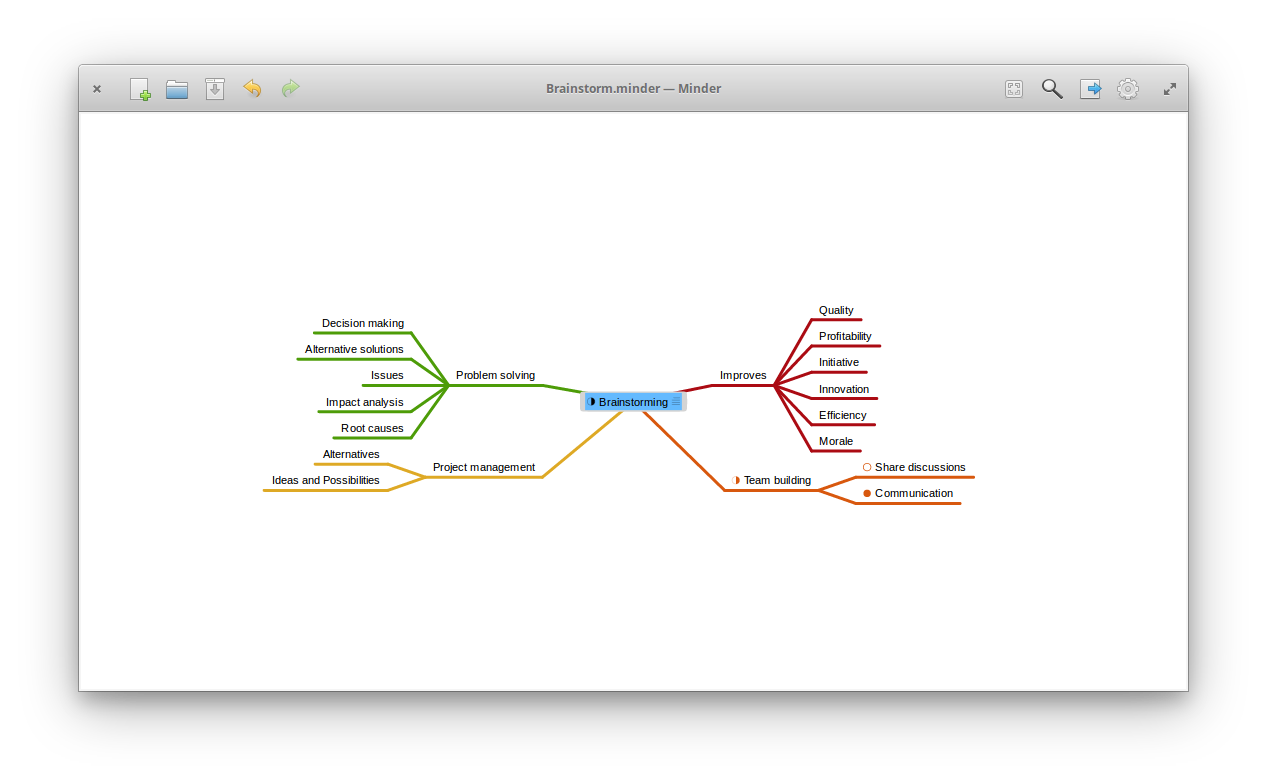 Brainstorm.minder — Minder
Decision making
Alternative solutions
Issues
Impact analysis
Root causes
Problem solving
Alternatives
Ideas and Possibilities
Project management
Brainstorming
Improves
Quality
Profitability
Initiative
Innovation
Efficiency
Morale
Team building
Share discussions
Communication